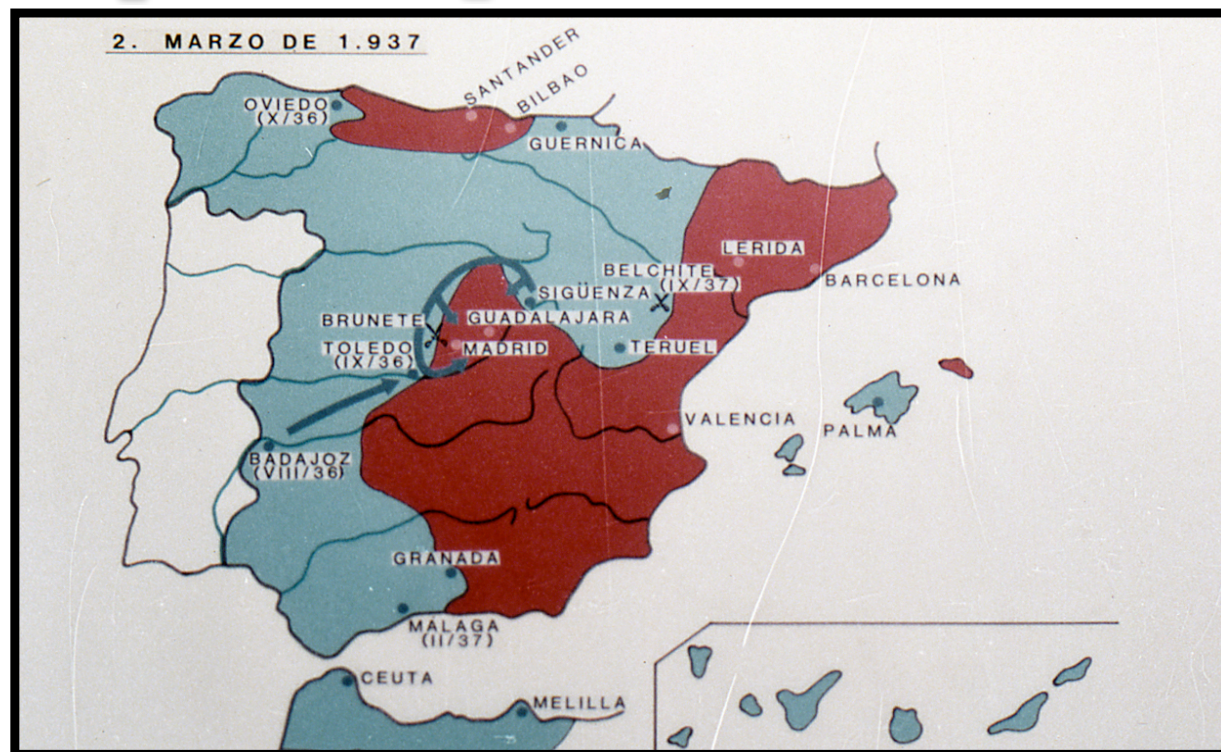 2. MARZO DE 1.937
SANTANDER
BILBAO
OVIEDO
(X/36)
GUERNICA
LERIDA
BELCHITE
(IX/37)
BARCELONA
SIGÜENZA
BRUNETE
GUADALAJARA
TOLEDO
(IX/36)
MADRID
TERUEL
VALENCIA
PALMA
BADAJOZ
(VIII/36)
GRANADA
MÁLAGA
(II/37)
CEUTA
MELILLA